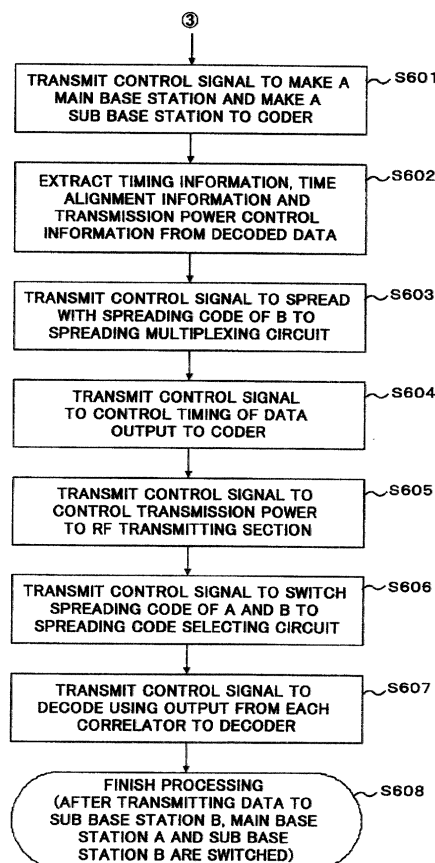 ③
TRANSMIT CONTROL SIGNAL TO MAKE A
MAIN BASE STATION AND MAKE A
SUB BASE STATION TO CODER
S601
EXTRACT TIMING INFORMATION, TIME
ALIGNMENT INFORMATION AND
TRANSMISSION POWER CONTROL
INFORMATION FROM DECODED DATA
S602
TRANSMIT CONTROL SIGNAL TO SPREAD
WITH SPREADING CODE OF B TO
SPREADING MULTIPLEXING CIRCUIT
S603
TRANSMIT CONTROL SIGNAL
TO CONTROL TIMING OF DATA
OUTPUT TO CODER
S604
TRANSMIT CONTROL SIGNAL TO
CONTROL TRANSMISSION POWER
TO RF TRANSMITTING SECTION
S605
TRANSMIT CONTROL SIGNAL TO SWITCH
SPREADING CODE OF A AND B TO
SPREADING CODE SELECTING CIRCUIT
S606
TRANSMIT CONTROL SIGNAL TO
DECODE USING OUTPUT FROM EACH
CORRELATOR TO DECODER
S607
FINISH PROCESSING
(AFTER TRANSMITTING DATA TO
SUB BASE STATION B, MAIN BASE
STATION A AND SUB BASE
STATION B ARE SWITCHED)
S608